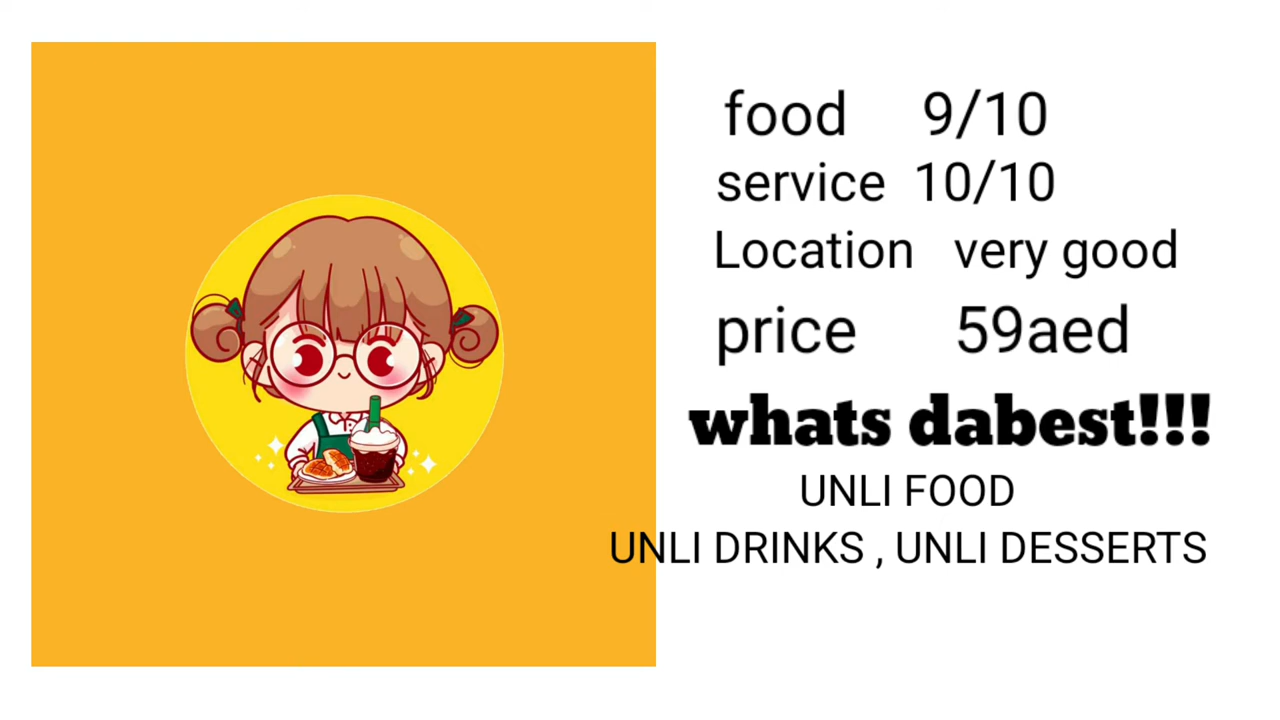 food 9/10
service 10/10
Location very good
price 59aed
whats dabest!!!
UNLI FOOD
UNLI DRINKS , UNLI DESSERTS